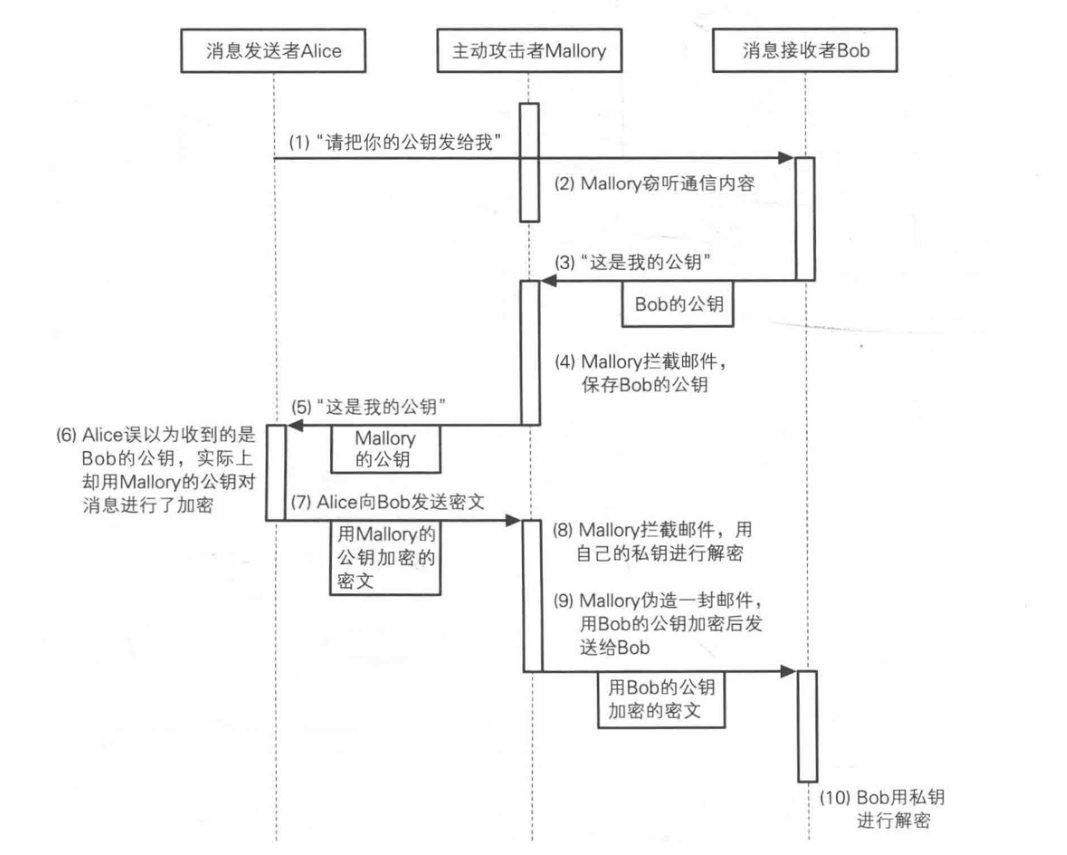 消息发送者Alice
主动攻击者Mallory
消息接收者Bob
(1) “请把你的公钥发给我”
(2) Mallory窃听通信内容
(3) “这是我的公钥”
Bob的公钥
(4) Mallory拦截邮件，
保存Bob的公钥
(5) “这是我的公钥”
Mallory
的公钥
(6) Alice误以为收到的是
Bob的公钥，实际上
却用Mallory的公钥对
消息进行了加密
(7) Alice向Bob发送密文
用Mallory的
公钥加密的
密文
(8) Mallory拦截邮件，用
自己的私钥进行解密
(9) Mallory伪造一封邮件，
用Bob的公钥加密后发
送给Bob
用Bob的公钥
加密的密文
(10) Bob用私钥
进行解密